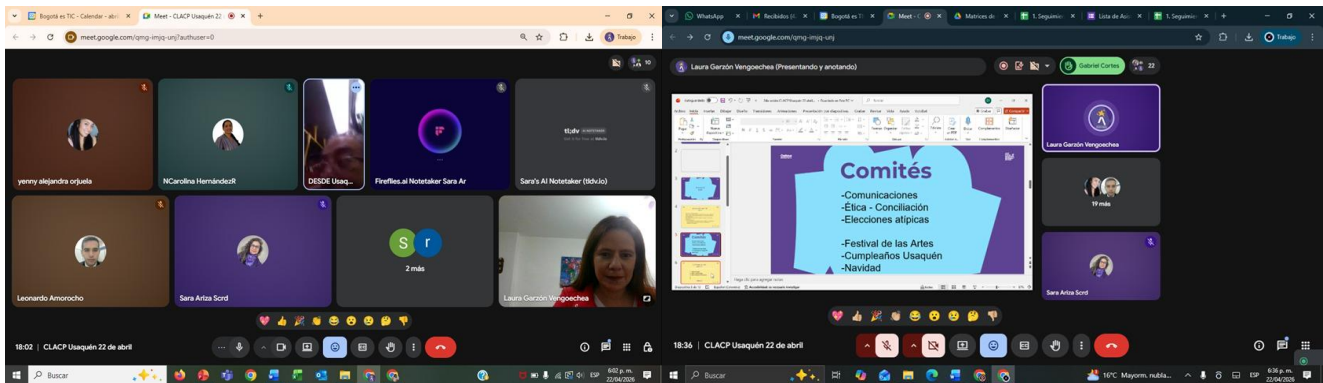 Bogotá es TIC - Calendar - abri
Meet - CLACP Usaquén 22
meet.google.com/qmg-imjq-unj?authuser=0
Trabajo
10
yenny alejandra orjuela
NCarolina HernándezR
DESDE Usaq...
Fireflies.ai Notetaker Sara Ar
tl;dv
Sara's AI Notetaker (tldv.io)
Leonardo Amorocho
Sara Ariza Scrd
S
r
2 más
Laura Garzón Vengoechea
18:02 | CLACP Usaquén 22 de abril
Buscar
ESP
6:02 p. m.
22/04/2026
WhatsApp
Meet - C
Matrices de
1. Seguimie
Lista de Asis
1. Seguimie
meet.google.com/qmg-imjq-unj
Trabajo
Laura Garzón Vengoechea (Presentando y anotando)
Gabriel Cortes
22
Comités
-Comunicaciones
-Ética - Conciliación
-Elecciones atipicas
-Festival de las Artes
-Cumpleaños Usaquén
-Navidad
Laura Garzón Vengoechea
19 más
Sara Ariza Scrd
18:36 | CLACP Usaquén 22 de abril
Buscar
16°C Mayorm. nubla...
ESP
6:36 p. m.
22/04/2026